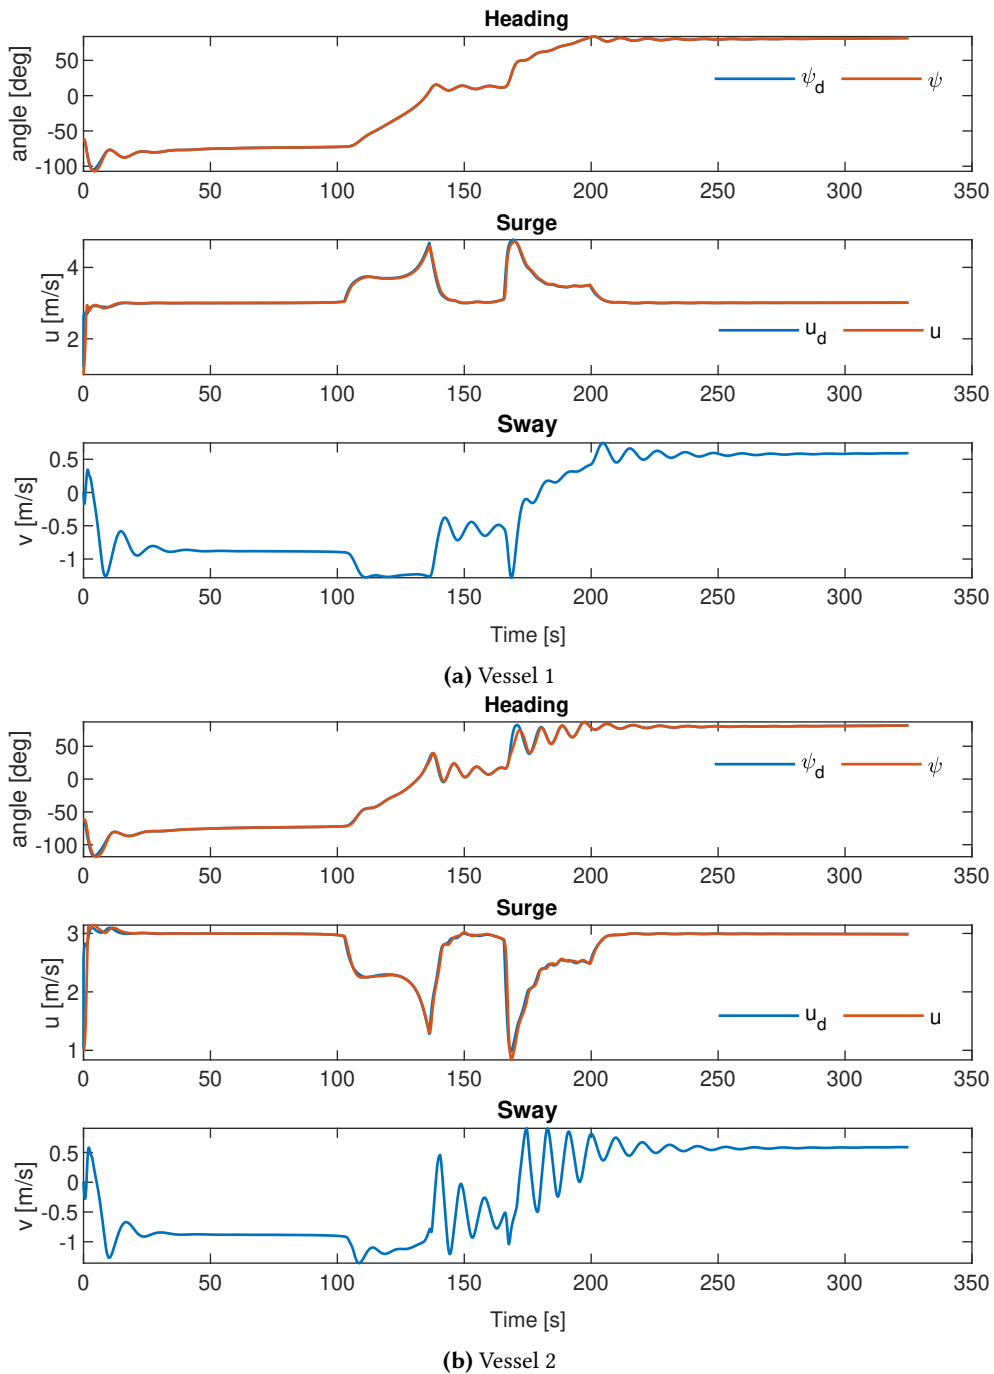 Heading
angle [deg]
50
0
-50
-100
ψd ψ
0 50 100 150 200 250 300 350
Surge
u [m/s]
4
2
ud u
0 50 100 150 200 250 300 350
Sway
v [m/s]
0.5
0
-0.5
-1
0 50 100 150 200 250 300 350
Time [s]
(a) Vessel 1
Heading
angle [deg]
50
0
-50
-100
ψd ψ
0 50 100 150 200 250 300 350
Surge
u [m/s]
3
2
1
ud u
0 50 100 150 200 250 300 350
Sway
v [m/s]
0.5
0
-0.5
-1
0 50 100 150 200 250 300 350
Time [s]
(b) Vessel 2